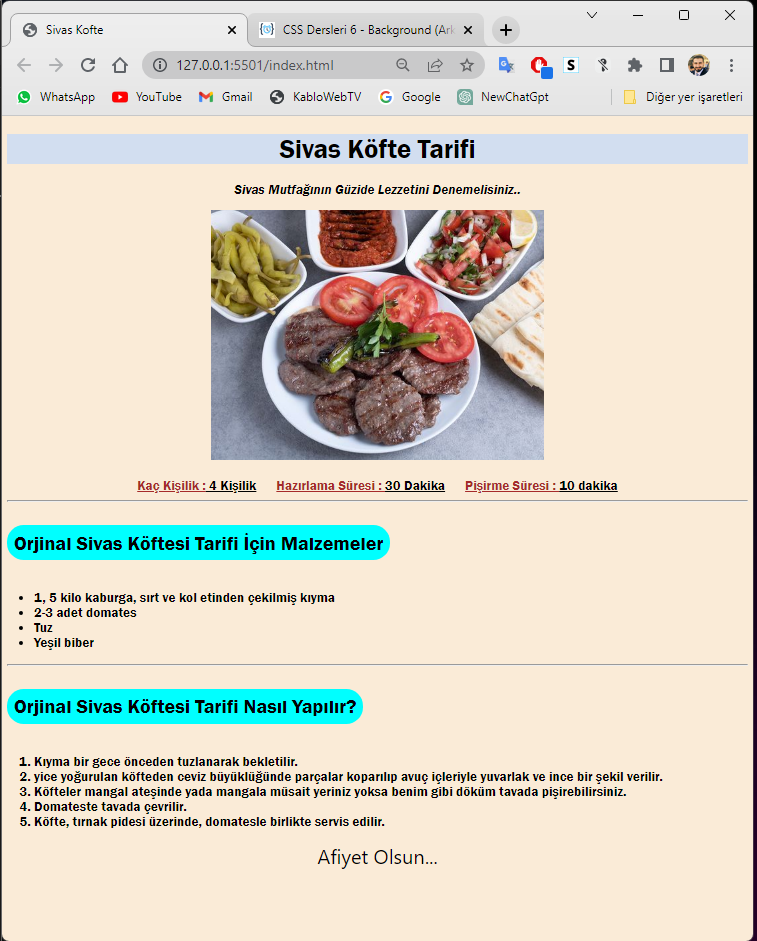 Sivas Kofte
CSS Dersleri 6 - Background (Ark
127.0.0.1:5501/index.html
WhatsApp
YouTube
Gmail
KabloWebTV
Google
NewChatGpt
Diğer yer işaretleri
Sivas Köfte Tarifi
Sivas Mutfağının Güzide Lezzetini Denemelisiniz..
Kaç Kişilik : 4 Kişilik Hazırlama Süresi : 30 Dakika Pişirme Süresi : 10 dakika
Orjinal Sivas Köftesi Tarifi İçin Malzemeler
• 1, 5 kilo kaburga, sırt ve kol etinden çekilmiş kıyma
• 2-3 adet domates
• Tuz
• Yeşil biber
Orjinal Sivas Köftesi Tarifi Nasıl Yapılır?
1. Kıyma bir gece önceden tuzlanarak bekletilir.
2. yice yoğurulan köfteden ceviz büyüklüğünde parçalar koparılıp avuç içleriyle yuvarlak ve ince bir şekil verilir.
3. Köfteler mangal ateşinde yada mangala müsait yeriniz yoksa benim gibi döküm tavada pişirebilirsiniz.
4. Domateste tavada çevrilir.
5. Köfte, tırnak pidesi üzerinde, domatesle birlikte servis edilir.
Afiyet Olsun...